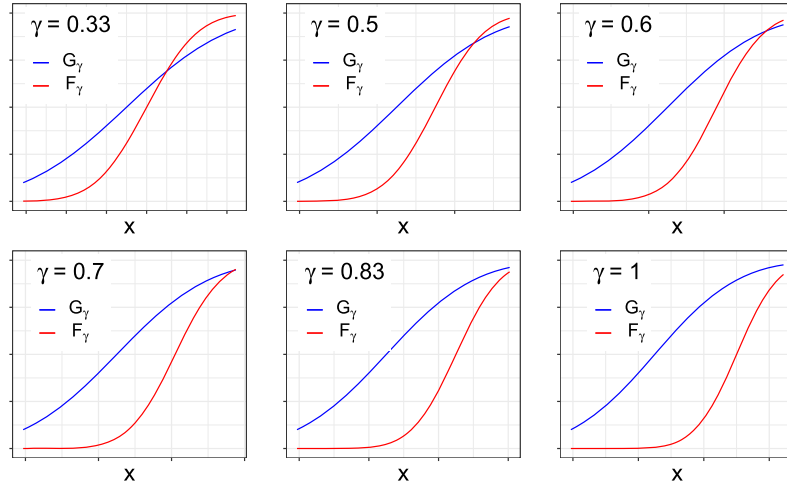 γ = 0.33
G_γ
F_γ
x
γ = 0.5
G_γ
F_γ
x
γ = 0.6
G_γ
F_γ
x
γ = 0.7
G_γ
F_γ
x
γ = 0.83
G_γ
F_γ
x
γ = 1
G_γ
F_γ
x